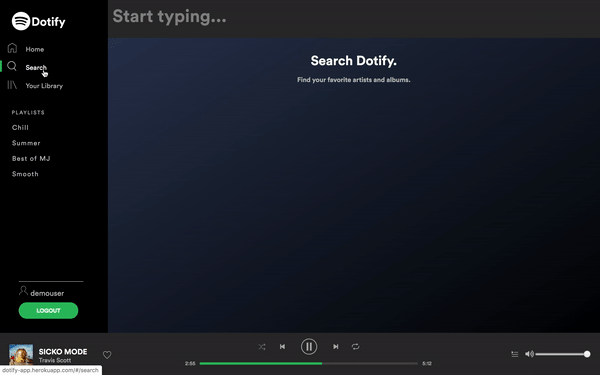 Dotify
Home
Search
Your Library
PLAYLISTS
Chill
Summer
Best of MJ
Smooth
demouser
LOGOUT
Start typing...
Search Dotify.
Find your favorite artists and albums.
SICKO MODE
Travis Scott
2:55
5:12
dotify-app.herokuapp.com/#/search